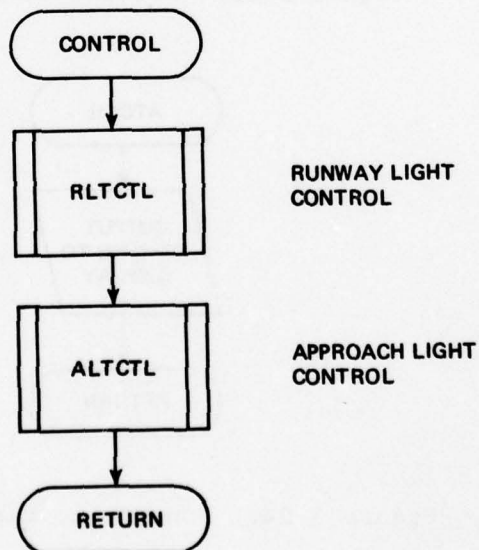 CONTROL
RLTCTL
RUNWAY LIGHT
CONTROL
ALTCTL
APPROACH LIGHT
CONTROL
RETURN